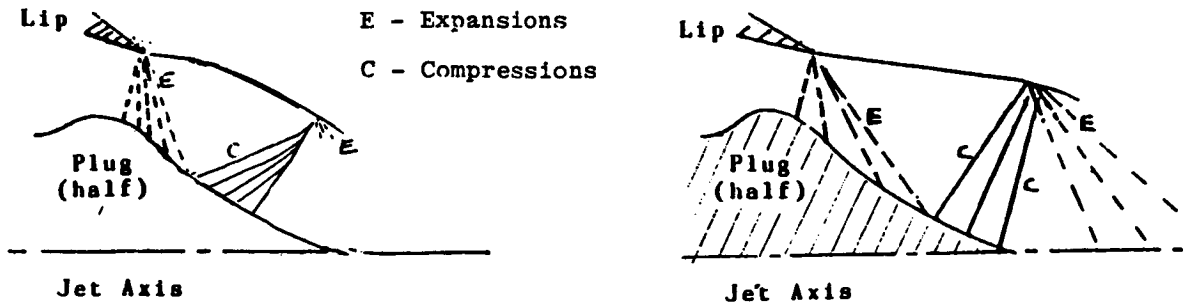 Lip
E - Expansions
C - Compressions
E
C
E
Plug
(half)
Jet Axis
Lip
E
C
C
E
Plug
(half)
Jet Axis